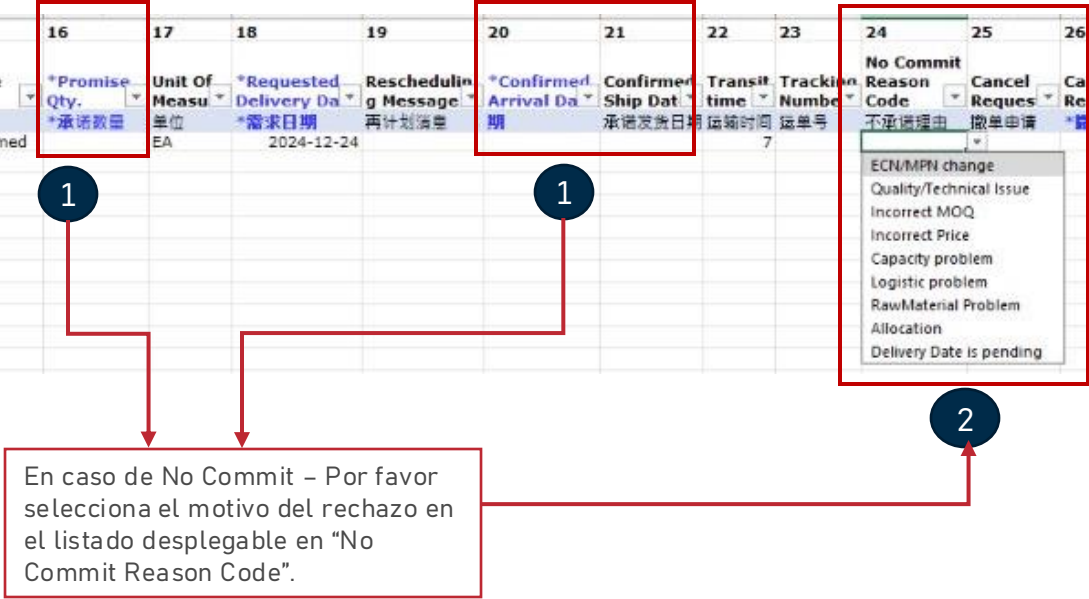 16 17 18 19 20 21 22 23 24 25 26
No Commit
*Promise Unit Of *Requested Reschedulin *Confirmed Confirmed Transit Tracking Reason Cancel Ca
Qty. Measu Delivery Da g Message Arrival Da Ship Dat time Numbe Code Reques Re
*承诺数量 单位 *需求日期 再计划消息 期 承诺发货日期 运输时间 运单号 不承诺理由 撤单申请
ned EA 2024-12-24 7
ECN/MPN change
Quality/Technical Issue
Incorrect MOQ
Incorrect Price
Capacity problem
Logistic problem
RawMaterial Problem
Allocation
Delivery Date is pending
1
1
2
En caso de No Commit – Por favor
selecciona el motivo del rechazo en
el listado desplegable en “No
Commit Reason Code”.